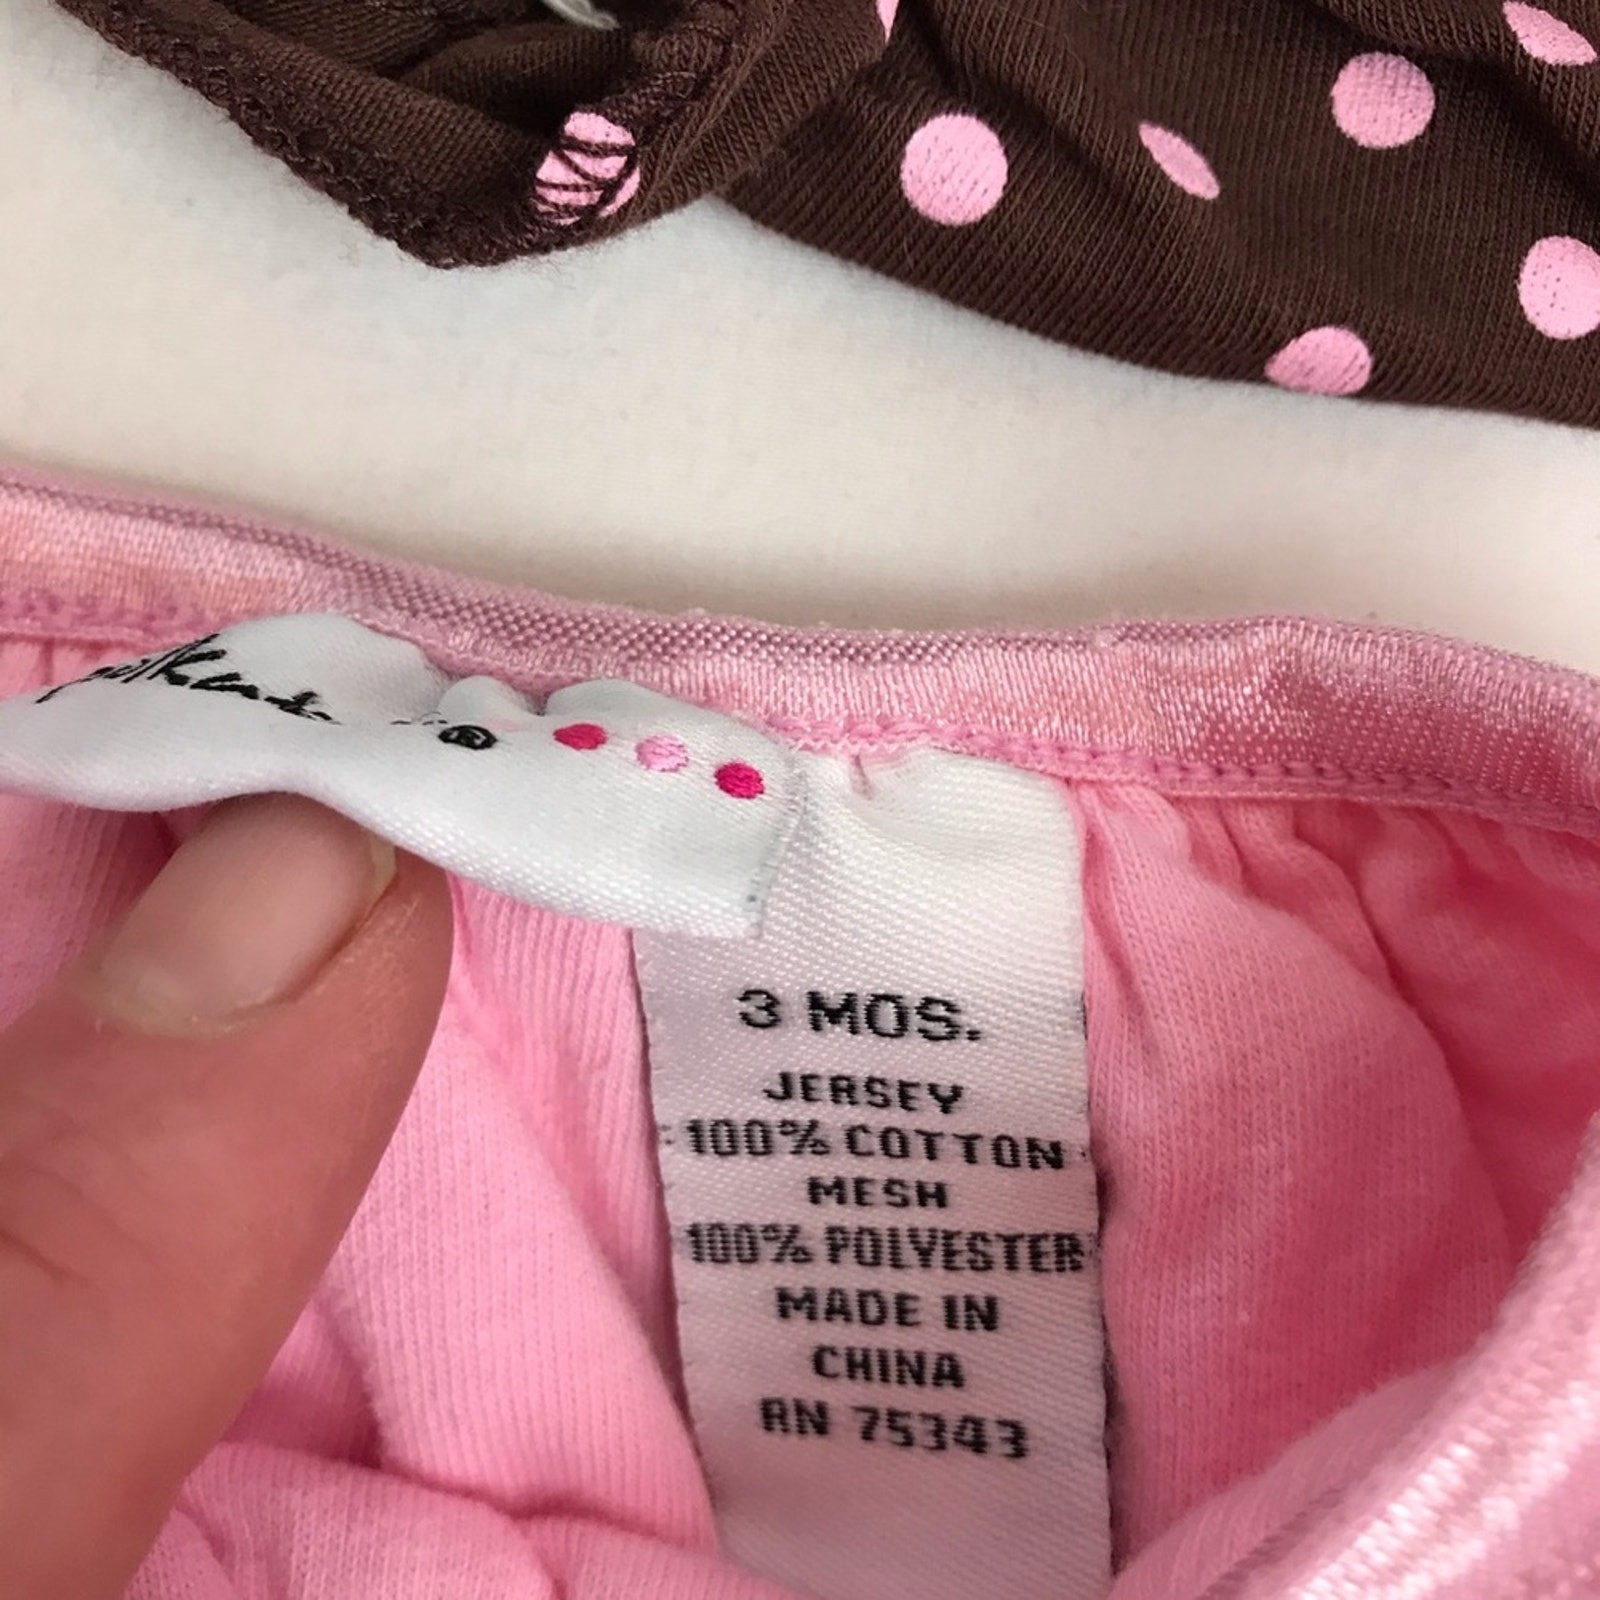 ®
3 MOS.
JERSEY
100% COTTON
MESH
100% POLYESTER
MADE IN
CHINA
RN 75343